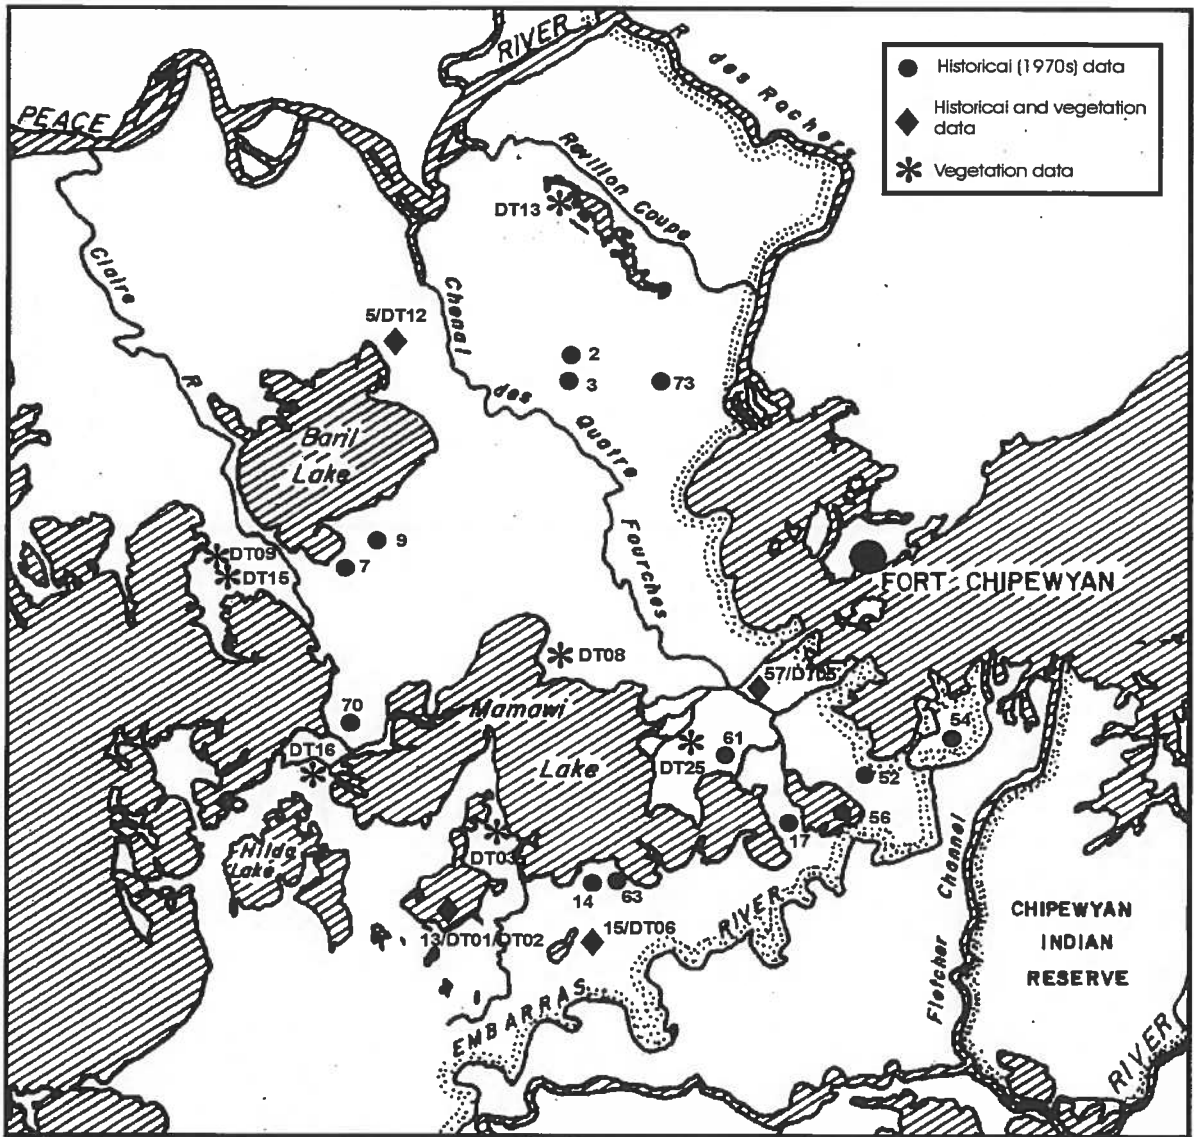 RIVER
R des Rochers
Historical (1970s) data
Historical and vegetation
data
Vegetation data
PEACE
Revillon Coupe
DT13
Claire
R
Chenal
des
Quatre
Fourches
5/DT12
2
3
73
Baril
Lake
9
7
DT09
DT15
FORT CHIPEWYAN
DT08
57/DT05
70
Mamawi
Lake
DT16
DT25
61
54
52
56
17
Hilda
Lake
DT03
14
63
13/DT01/DT02
15/DT06
EMBARRAS
RIVER
Fletcher Channel
CHIPEWYAN
INDIAN
RESERVE
RIVER